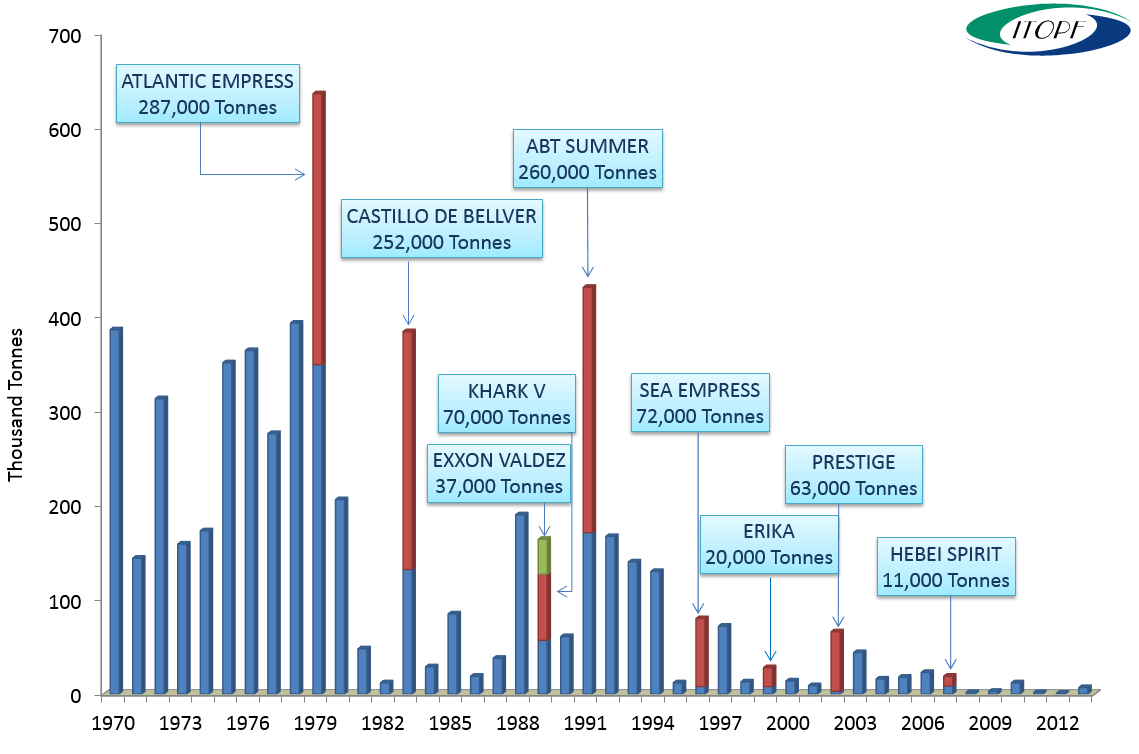 ITOPF
700
600
500
400
300
200
100
0
Thousand Tonnes
ATLANTIC EMPRESS
287,000 Tonnes
CASTILLO DE BELLVER
252,000 Tonnes
ABT SUMMER
260,000 Tonnes
KHARK V
70,000 Tonnes
EXXON VALDEZ
37,000 Tonnes
SEA EMPRESS
72,000 Tonnes
ERIKA
20,000 Tonnes
PRESTIGE
63,000 Tonnes
HEBEI SPIRIT
11,000 Tonnes
1970 1973 1976 1979 1982 1985 1988 1991 1994 1997 2000 2003 2006 2009 2012